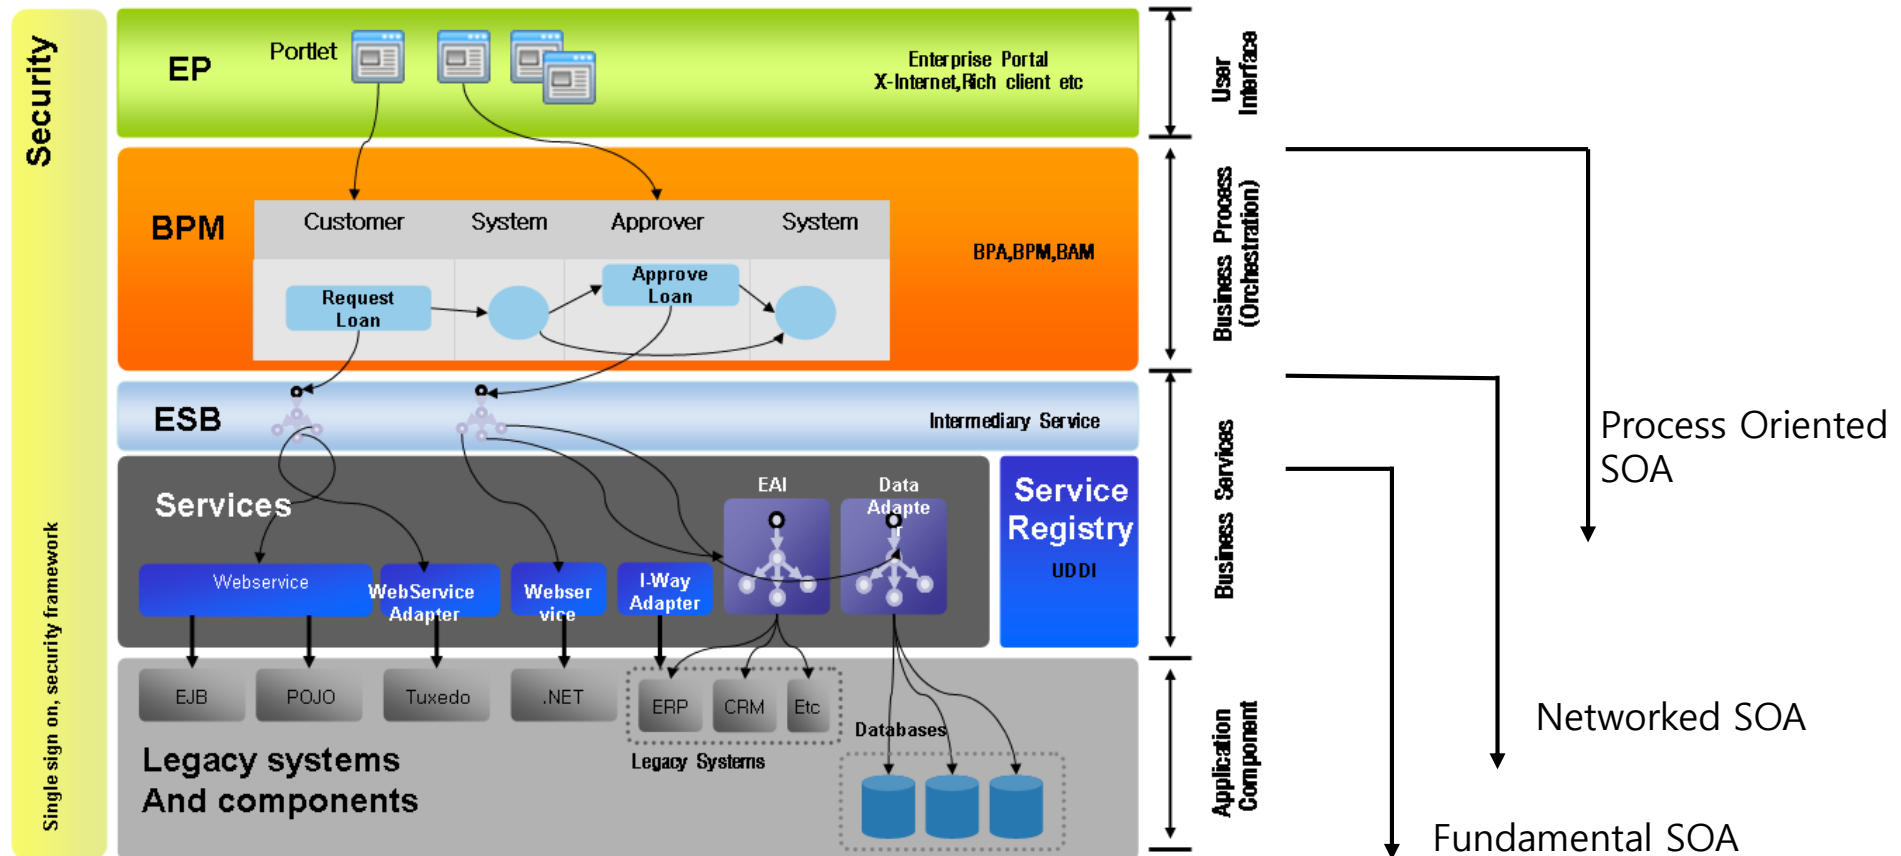 Security
Single sign on, security framework
EP
Portlet
Enterprise Portal
X-Internet,Rich client etc
User
Interface
BPM
Customer
System
Approver
System
Request
Loan
Approve
Loan
BPA,BPM,BAM
Business Process
(Orchestration)
ESB
Intermediary Service
Services
EAI
Data
Adapte
r
Webservice
WebService
Adapter
Webser
vice
I-Way
Adapter
Service
Registry
UDDI
Business Services
EJB
POJO
Tuxedo
.NET
ERP
CRM
Etc
Legacy Systems
Databases
Legacy systems
And components
Application
Component
Process Oriented
SOA
Networked SOA
Fundamental SOA